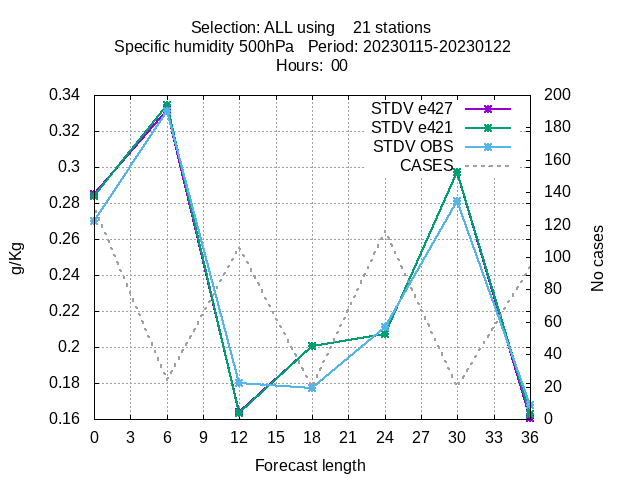 Selection: ALL using    21 stations
Specific humidity 500hPa   Period: 20230115-20230122
Hours:  00
STDV e427
STDV e421
STDV OBS
CASES
g/Kg
0.34
0.32
0.3
0.28
0.26
0.24
0.22
0.2
0.18
0.16
200
180
160
140
120
100
80
60
40
20
0
No cases
0 3 6 9 12 15 18 21 24 27 30 33 36
Forecast length